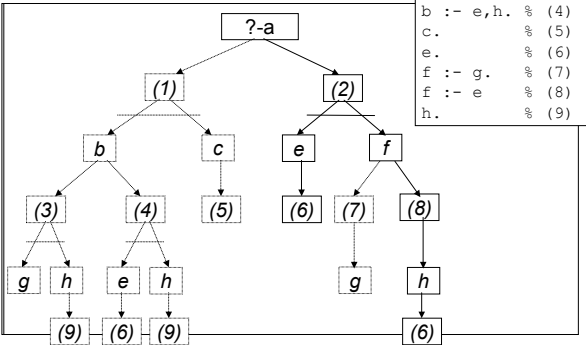 b :- e,h. % (4)
c. % (5)
e. % (6)
f :- g. % (7)
f :- e % (8)
h. % (9)
?-a
(1) (2)
b c e f
(3) (4) (5) (6) (7) (8)
g h e h g h
(9) (6) (9) (6)